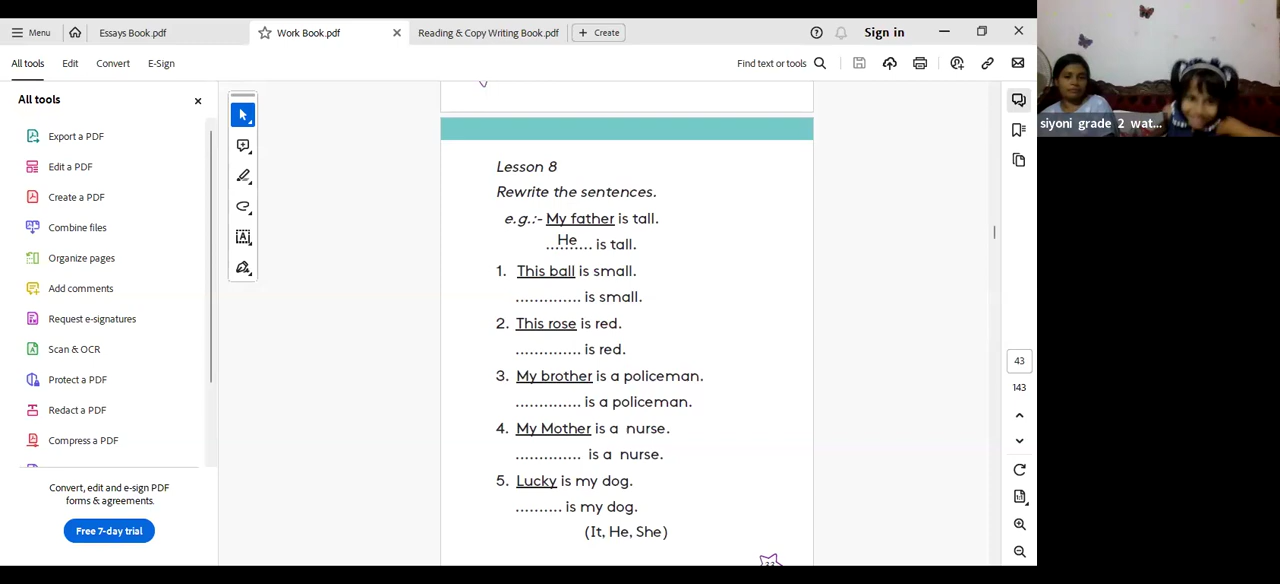 Menu
Essays Book.pdf
Work Book.pdf
Reading & Copy Writing Book.pdf
+ Create
Sign in
All tools
Edit
Convert
E-Sign
Find text or tools
All tools
Export a PDF
Edit a PDF
Create a PDF
Combine files
Organize pages
Add comments
Request e-signatures
Scan & OCR
Protect a PDF
Redact a PDF
Compress a PDF
Convert, edit and e-sign PDF
forms & agreements.
Free 7-day trial
Lesson 8
Rewrite the sentences.
e.g.:- My father is tall.
....He.... is tall.
1. This ball is small.
.............. is small.
2. This rose is red.
.............. is red.
3. My brother is a policeman.
.............. is a policeman.
4. My Mother is a nurse.
.............. is a nurse.
5. Lucky is my dog.
.......... is my dog.
(It, He, She)
33
43
143
siyoni grade 2 wat...